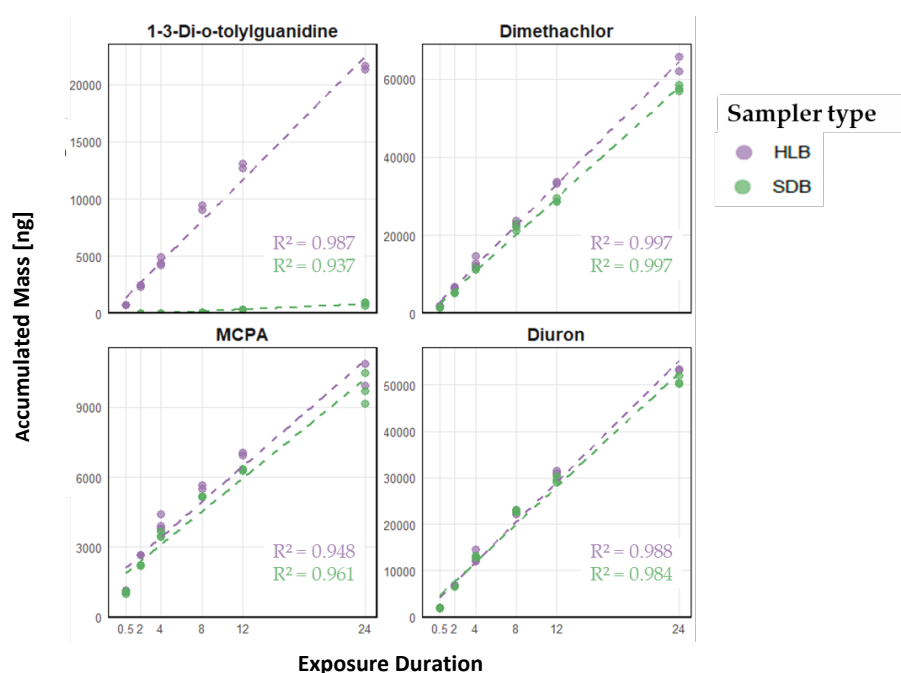 1-3-Di-o-tolylguanidine
20000
15000
10000
5000
0
R² = 0.987
R² = 0.937
Dimethachlor
60000
40000
20000
0
R² = 0.997
R² = 0.997
Sampler type
HLB
SDB
Accumulated Mass [ng]
MCPA
9000
6000
3000
0
R² = 0.948
R² = 0.961
0.5 2 4 8 12 24
Diuron
50000
40000
30000
20000
10000
0
R² = 0.988
R² = 0.984
0.5 2 4 8 12 24
Exposure Duration